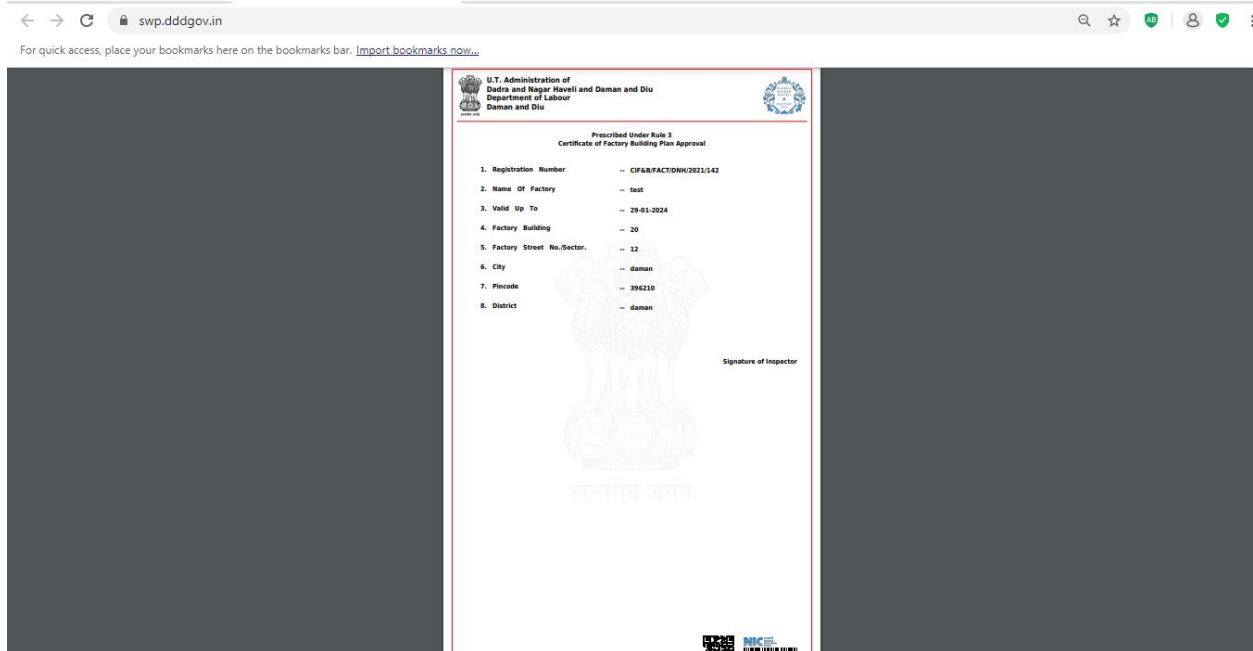 swp.dddgov.in
For quick access, place your bookmarks here on the bookmarks bar. Import bookmarks now...
U.T. Administration of
Dadra and Nagar Haveli and Daman and Diu
Department of Labour
Daman and Diu
Prescribed Under Rule 3
Certificate of Factory Building Plan Approval
1. Registration Number -- CIF&B/FACT/DNH/2021/142
2. Name Of Factory -- test
3. Valid Up To -- 29-01-2024
4. Factory Building -- 20
5. Factory Street No./Sector. -- 12
6. City -- daman
7. Pincode -- 396210
8. District -- daman
Signature of Inspector
सत्यमेव जयते
NIC